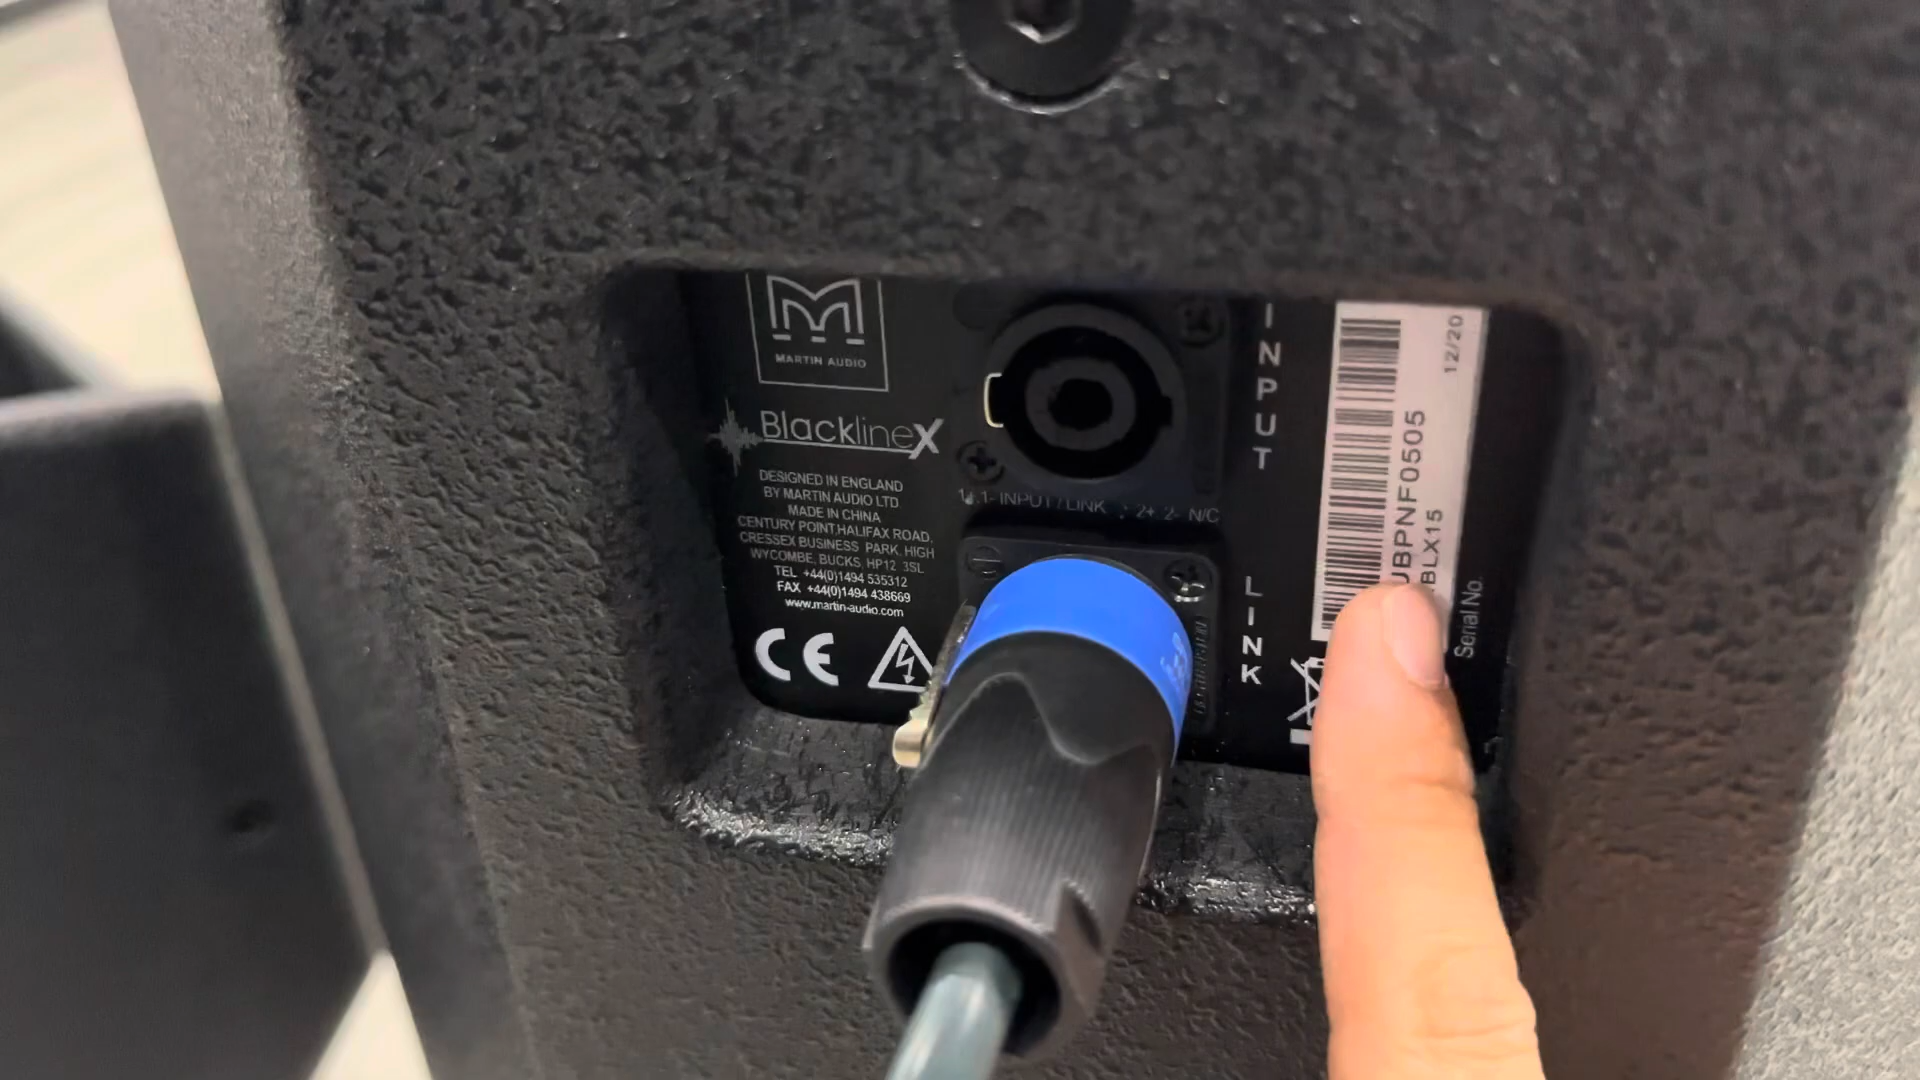 MARTIN AUDIO
BlacklineX
DESIGNED IN ENGLAND
BY MARTIN AUDIO LTD
MADE IN CHINA
CENTURY POINT,HALIFAX ROAD,
CRESSEX BUSINESS PARK, HIGH
WYCOMBE, BUCKS, HP12 3SL
TEL +44(0)1494 535312
FAX +44(0)1494 438669
www.martin-audio.com
CE
INPUT
INPUT / LINK : 2+ 2- N/C
LINK
12/20
UBPNF0505
BLX15
Serial No.